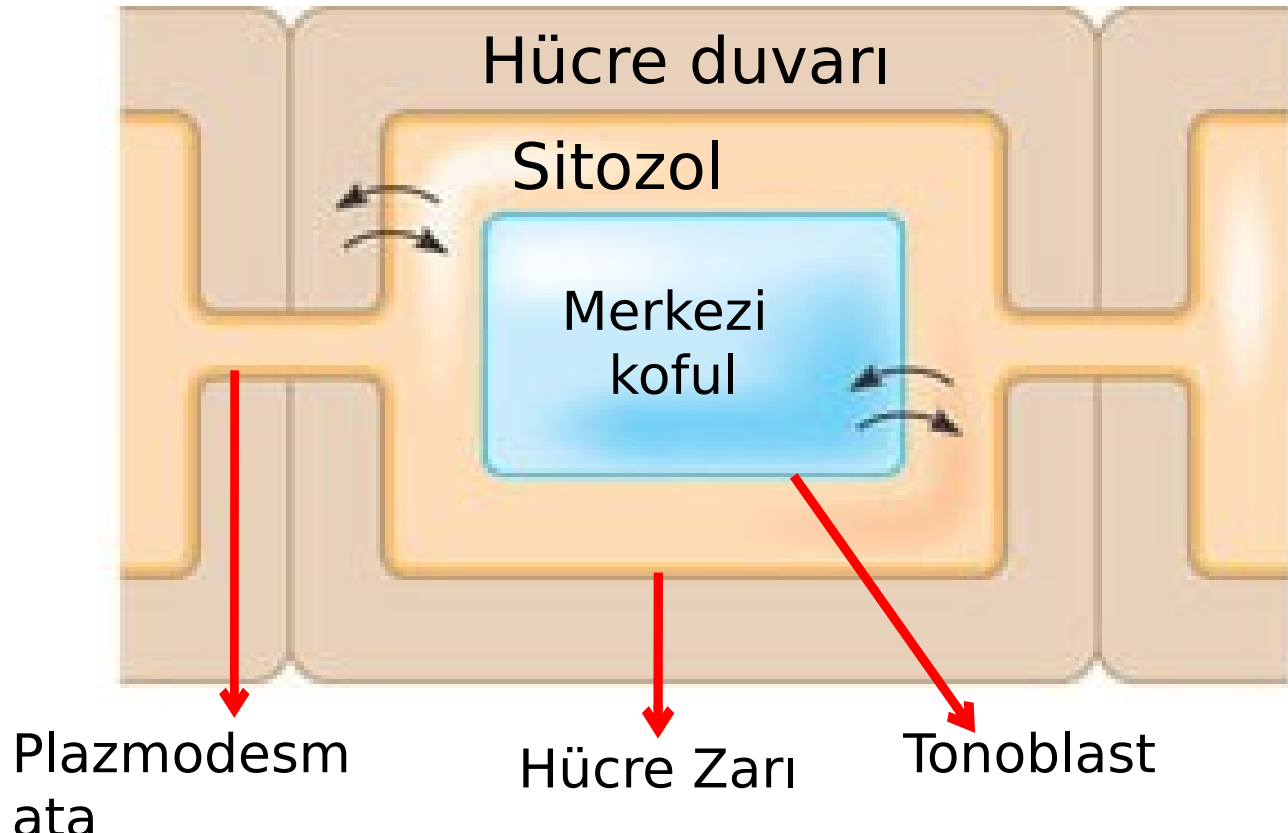 Hücre duvarı
Sitozol
Merkezi
koful
Plazmodesm
ata
Hücre Zarı
Tonoblast